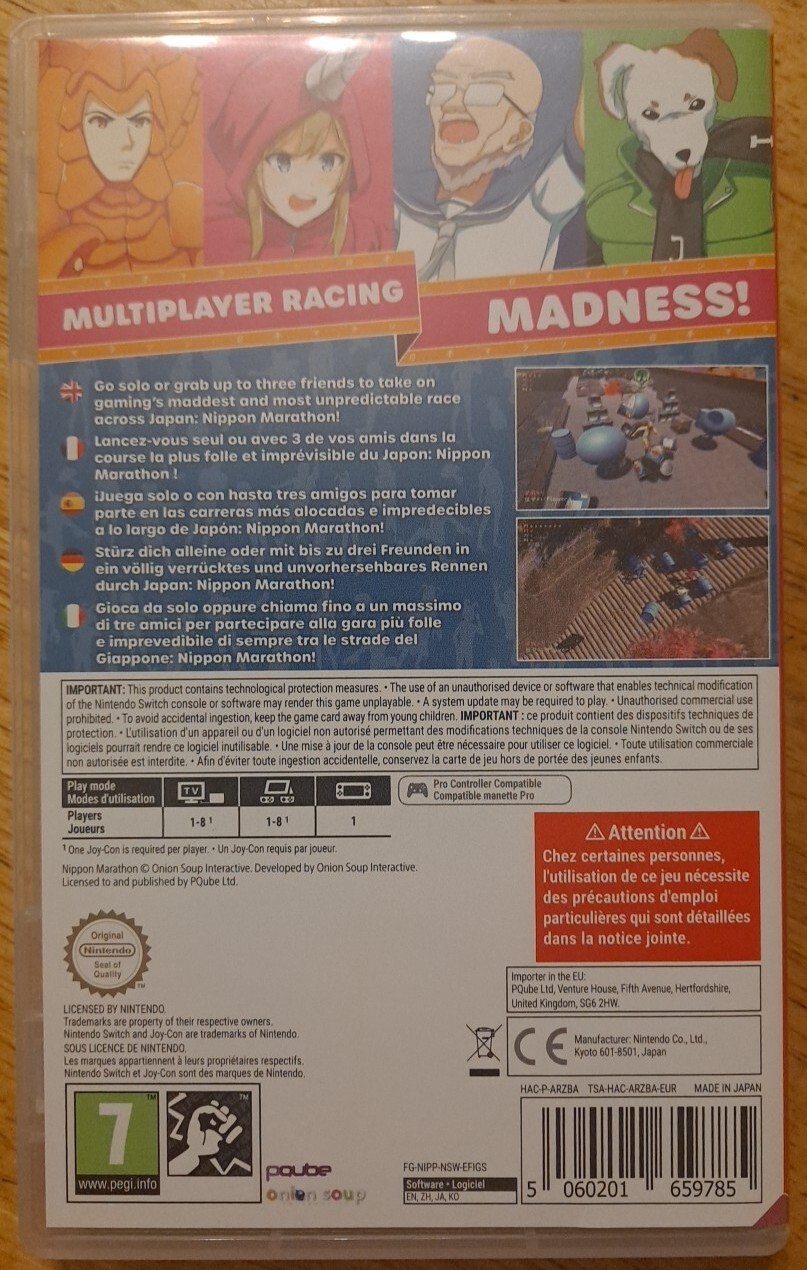 MULTIPLAYER RACING
MADNESS!
Go solo or grab up to three friends to take on
gaming's maddest and most unpredictable race
across Japan: Nippon Marathon!
Lancez-vous seul ou avec 3 de vos amis dans la
course la plus folle et imprévisible du Japon: Nippon
Marathon !
¡Juega solo o con hasta tres amigos para tomar
parte en las carreras más alocadas e impredecibles
a lo largo de Japón: Nippon Marathon!
Stürz dich alleine oder mit bis zu drei Freunden in
ein völlig verrücktes und unvorhersehbares Rennen
durch Japan: Nippon Marathon!
Gioca da solo oppure chiama fino a un massimo
di tre amici per partecipare alla gara più folle
e imprevedibile di sempre tra le strade del
Giappone: Nippon Marathon!
IMPORTANT: This product contains technological protection measures. • The use of an unauthorised device or software that enables technical modification
of the Nintendo Switch console or software may render this game unplayable. • A system update may be required to play. • Unauthorised commercial use
prohibited. • To avoid accidental ingestion, keep the game card away from young children. IMPORTANT : ce produit contient des dispositifs techniques de
protection. • L'utilisation d'un appareil ou d'un logiciel non autorisé permettant des modifications techniques de la console Nintendo Switch ou de ses
logiciels pourrait rendre ce logiciel inutilisable. • Une mise à jour de la console peut être nécessaire pour utiliser ce logiciel. • Toute utilisation commerciale
non autorisée est interdite. • Afin d'éviter toute ingestion accidentelle, conservez la carte de jeu hors de portée des jeunes enfants.
Play mode
Modes d'utilisation
TV
Pro Controller Compatible
Compatible manette Pro
Players
Joueurs
1-8 ¹
1-8 ¹
1
¹ One Joy-Con is required per player. • Un Joy-Con requis par joueur.
Nippon Marathon © Onion Soup Interactive. Developed by Onion Soup Interactive.
Licensed to and published by PQube Ltd.
Attention
Chez certaines personnes,
l'utilisation de ce jeu nécessite
des précautions d'emploi
particulières qui sont détaillées
dans la notice jointe.
Original
Nintendo
Seal of
Quality
TM
Importer in the EU:
PQube Ltd, Venture House, Fifth Avenue, Hertfordshire,
United Kingdom, SG6 2HW.
LICENSED BY NINTENDO.
Trademarks are property of their respective owners.
Nintendo Switch and Joy-Con are trademarks of Nintendo.
SOUS LICENCE DE NINTENDO.
Les marques appartiennent à leurs propriétaires respectifs.
Nintendo Switch et Joy-Con sont des marques de Nintendo.
CE
Manufacturer: Nintendo Co., Ltd.,
Kyoto 601-8501, Japan
HAC-P-ARZBA TSA-HAC-ARZBA-EUR MADE IN JAPAN
7
TM
TM
www.pegi.info
pqube
onion soup
FG-NIPP-NSW-EFIGS
Software • Logiciel
EN, ZH, JA, KO
5 060201 659785